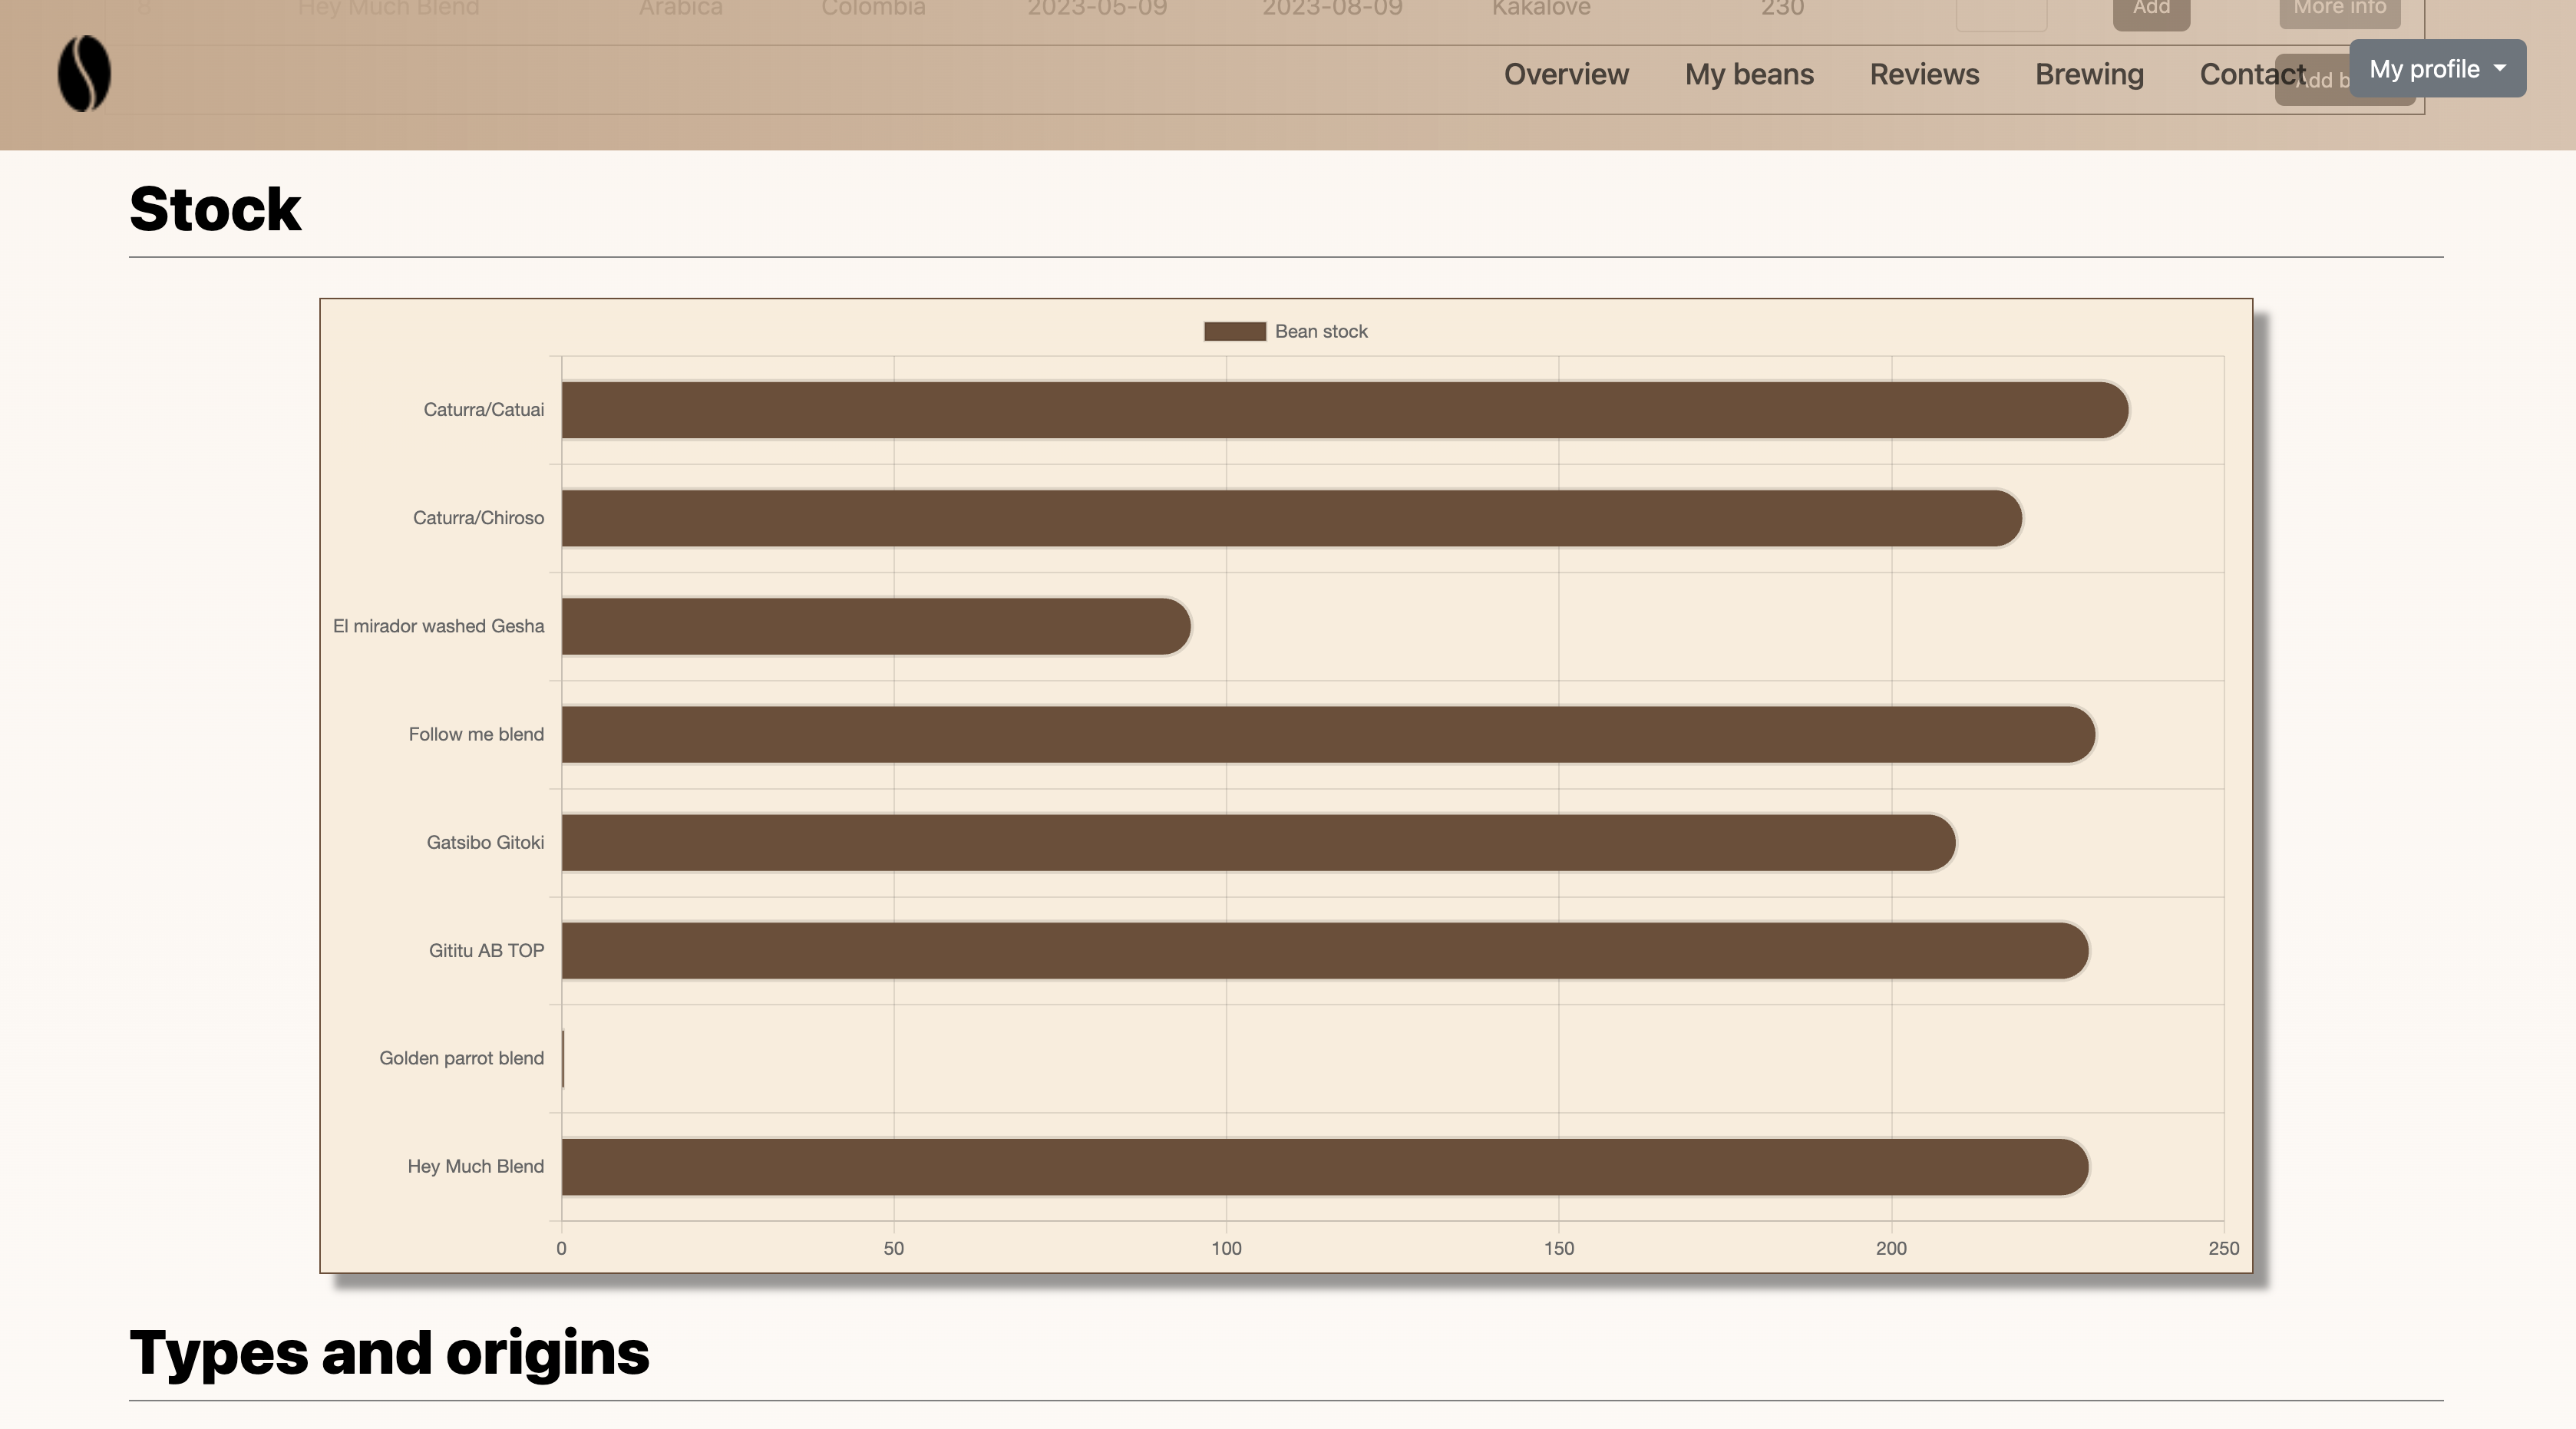 8 Hey Much Blend Arabica Colombia 2023-05-09 2023-08-09 Kakalove 230 Add More info
Overview My beans Reviews Brewing Contact Add b My profile
Stock
Bean stock
Caturra/Catuai
Caturra/Chiroso
El mirador washed Gesha
Follow me blend
Gatsibo Gitoki
Gititu AB TOP
Golden parrot blend
Hey Much Blend
0 50 100 150 200 250
Types and origins